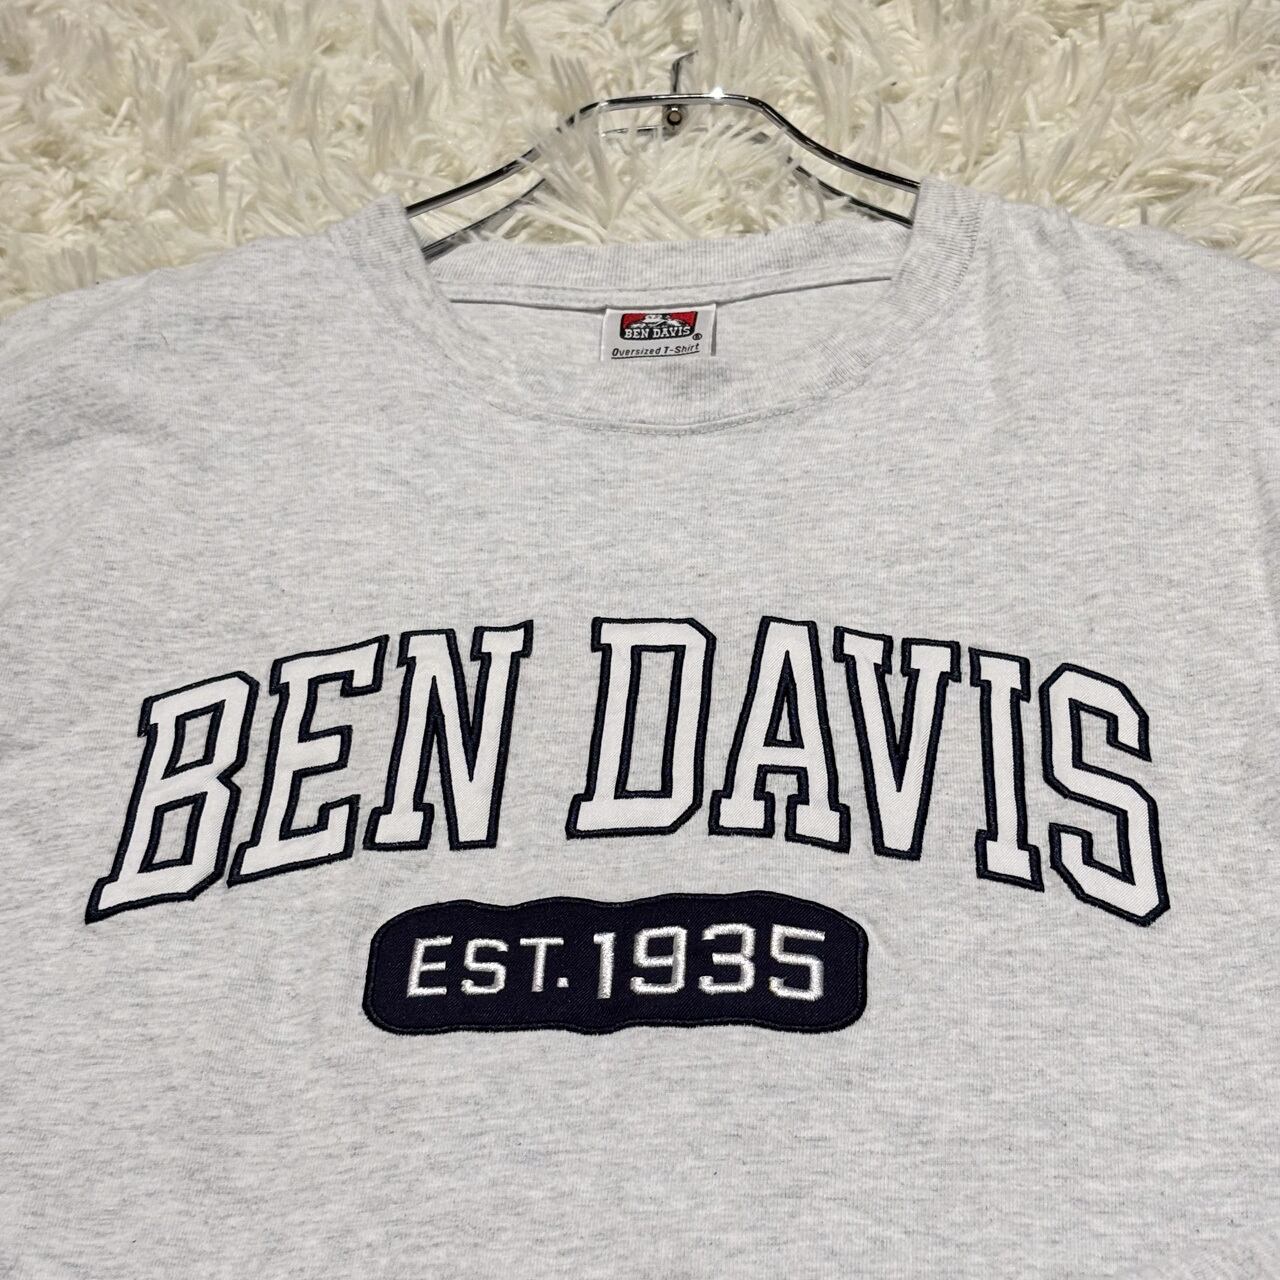 BEN DAVIS
Oversized T-Shirt
BEN DAVIS
EST. 1935